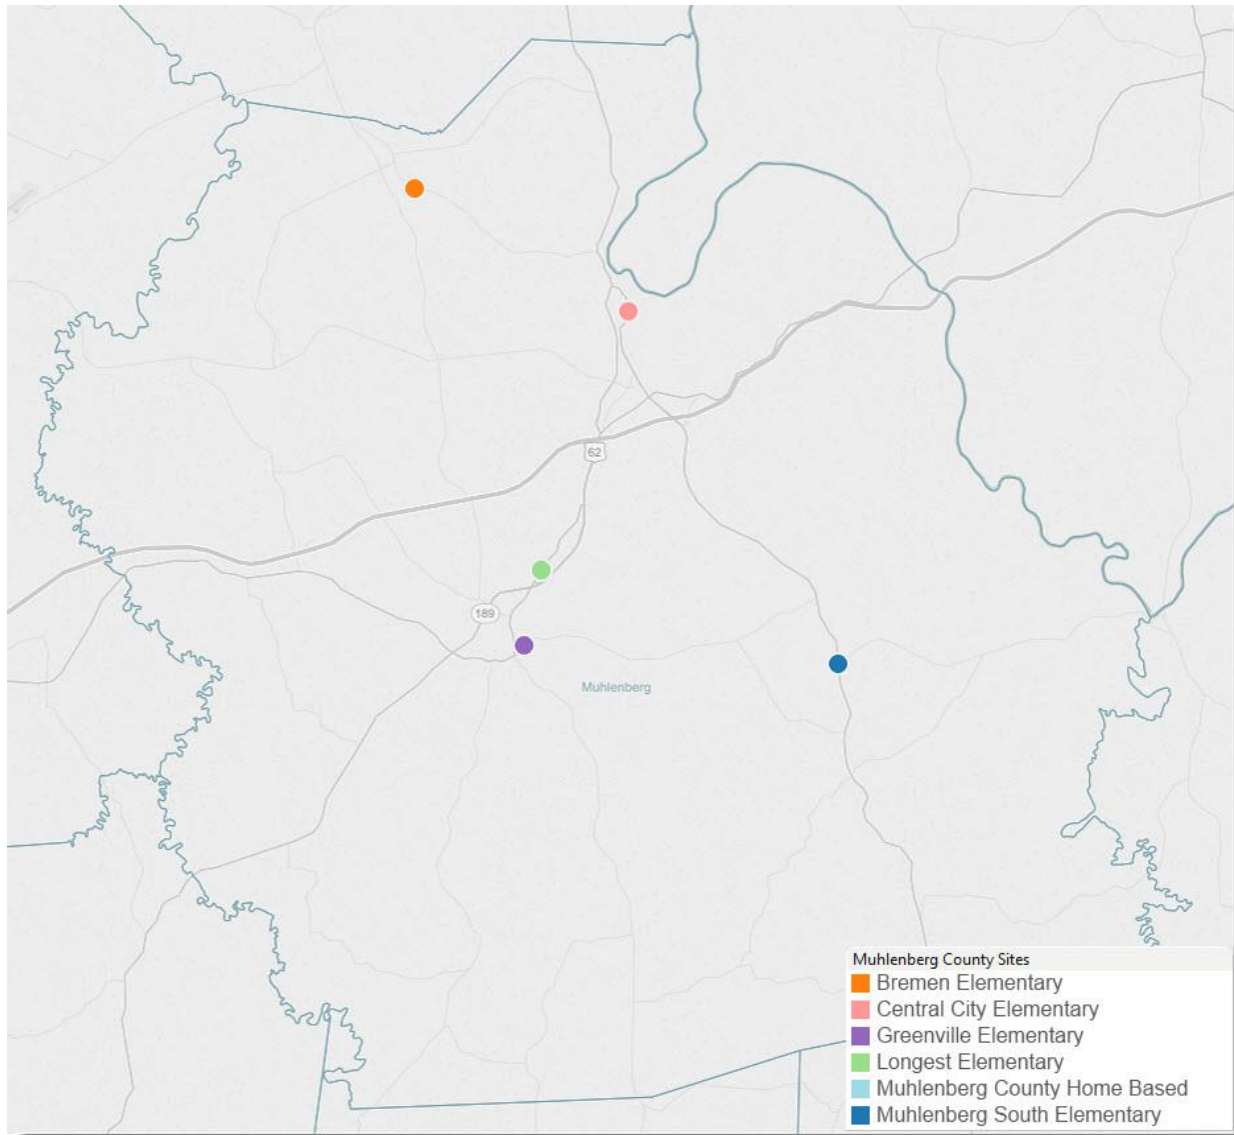 62
189
Muhlenberg
Muhlenberg County Sites
Bremen Elementary
Central City Elementary
Greenville Elementary
Longest Elementary
Muhlenberg County Home Based
Muhlenberg South Elementary